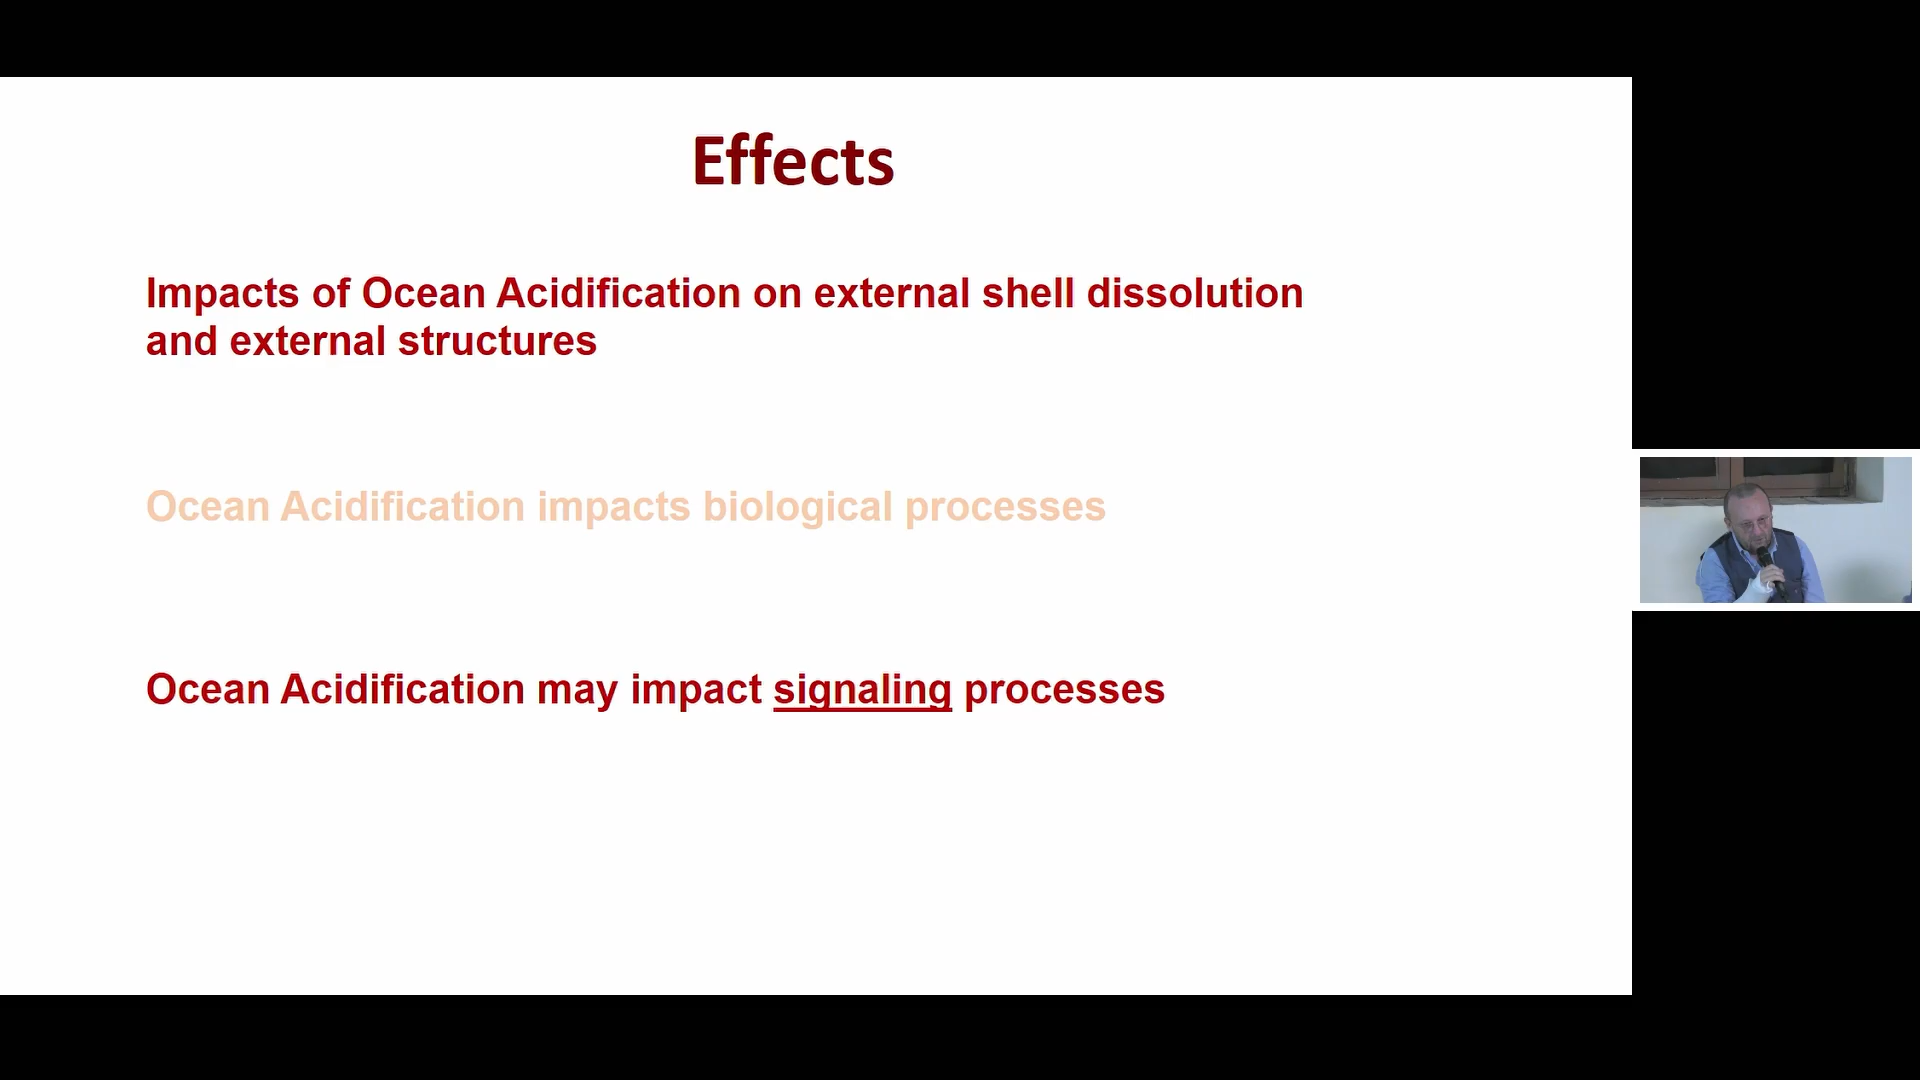 Effects
Impacts of Ocean Acidification on external shell dissolution
and external structures
Ocean Acidification impacts biological processes
Ocean Acidification may impact signaling processes